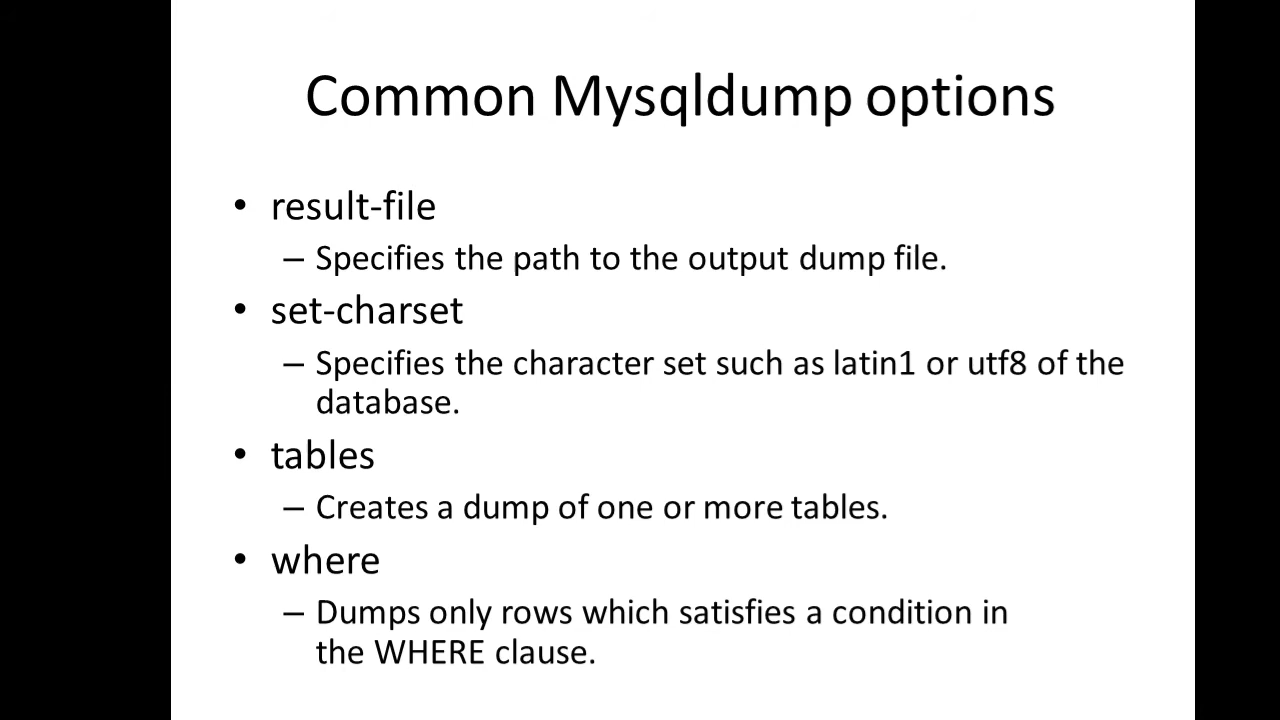 Common Mysqldump options
• result-file
– Specifies the path to the output dump file.
• set-charset
– Specifies the character set such as latin1 or utf8 of the
database.
• tables
– Creates a dump of one or more tables.
• where
– Dumps only rows which satisfies a condition in
the WHERE clause.